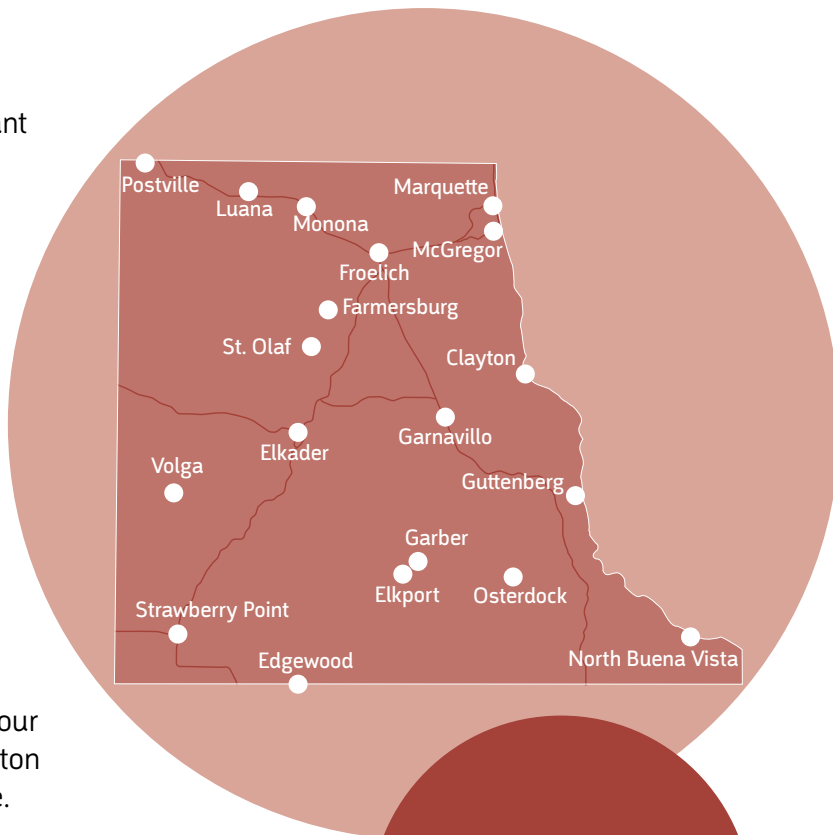 Postville
Luana
Monona
Marquette
McGregor
Froelich
Farmersburg
St. Olaf
Clayton
Elkader
Garnavillo
Volga
Guttenberg
Garber
Elkport
Osterdock
Strawberry Point
Edgewood
North Buena Vista